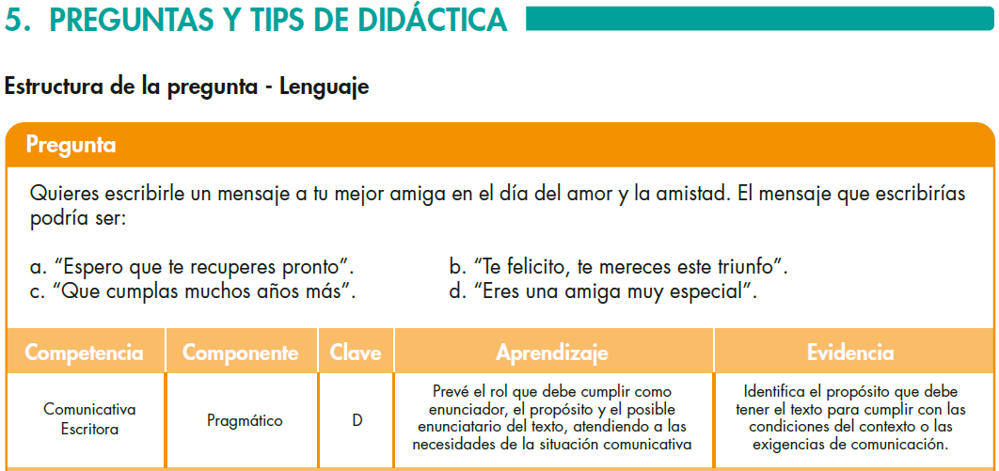 5. PREGUNTAS Y TIPS DE DIDÁCTICA
Estructura de la pregunta - Lenguaje
Pregunta
Quieres escribirle un mensaje a tu mejor amiga en el día del amor y la amistad. El mensaje que escribirías
podría ser:
a. “Espero que te recuperes pronto”. b. “Te felicito, te mereces este triunfo”.
c. “Que cumplas muchos años más”. d. “Eres una amiga muy especial”.
Competencia Componente Clave Aprendizaje Evidencia
Comunicativa
Escritora
Pragmático
D
Prevé el rol que debe cumplir como
enunciador, el propósito y el posible
enunciatario del texto, atendiendo a las
necesidades de la situación comunicativa
Identifica el propósito que debe
tener el texto para cumplir con las
condiciones del contexto o las
exigencias de comunicación.